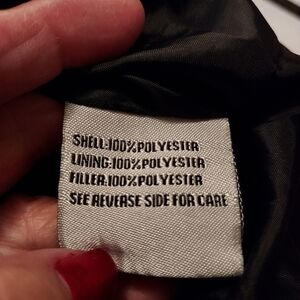 SHELL:100%POLYESTER
LINING:100%POLYESTER
FILLER:100%POLYESTER
SEE REVERSE SIDE FOR CARE